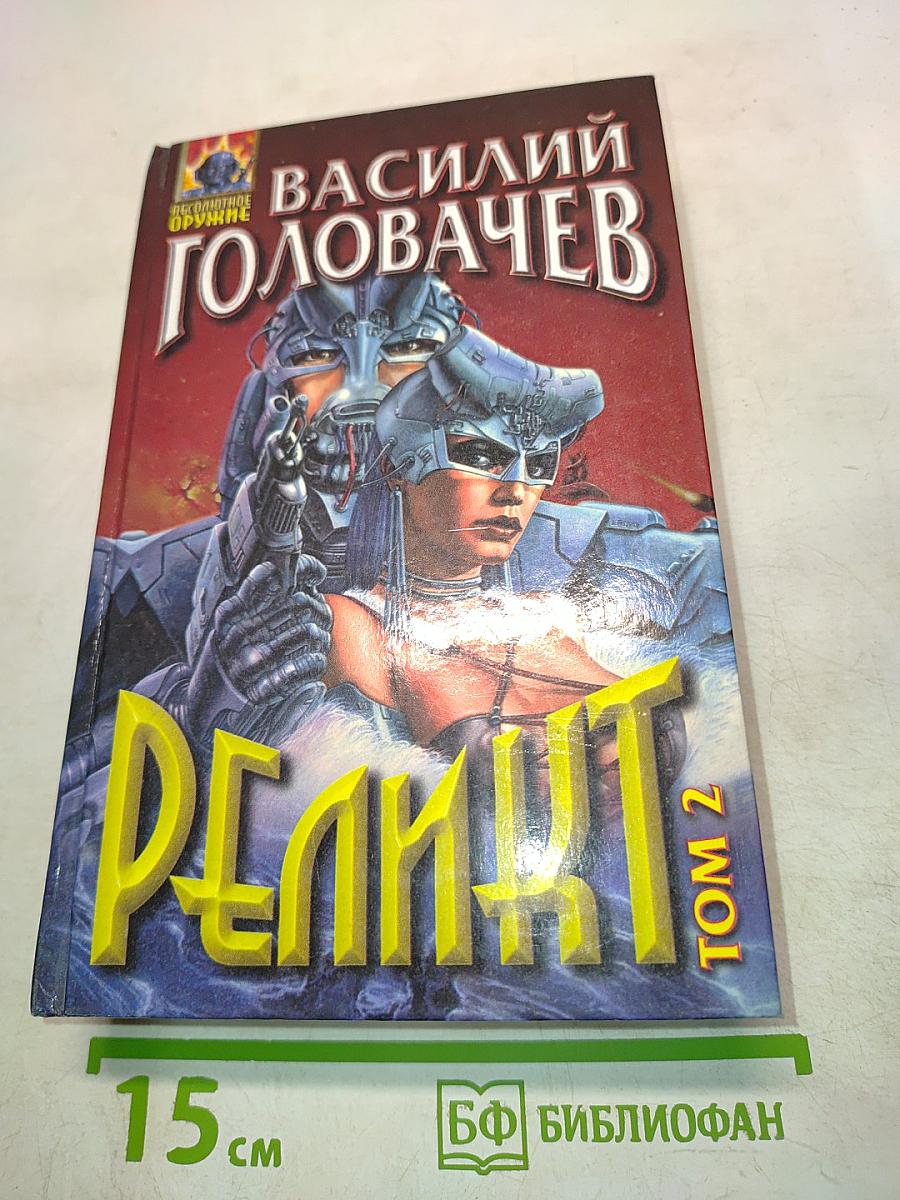 АБСОЛЮТНОЕ
ОРУЖИЕ
ВАСИЛИЙ
ГОЛОВАЧЕВ
РЕЛИКТ
ТОМ 2
15 см
БФ БИБЛИОФАН